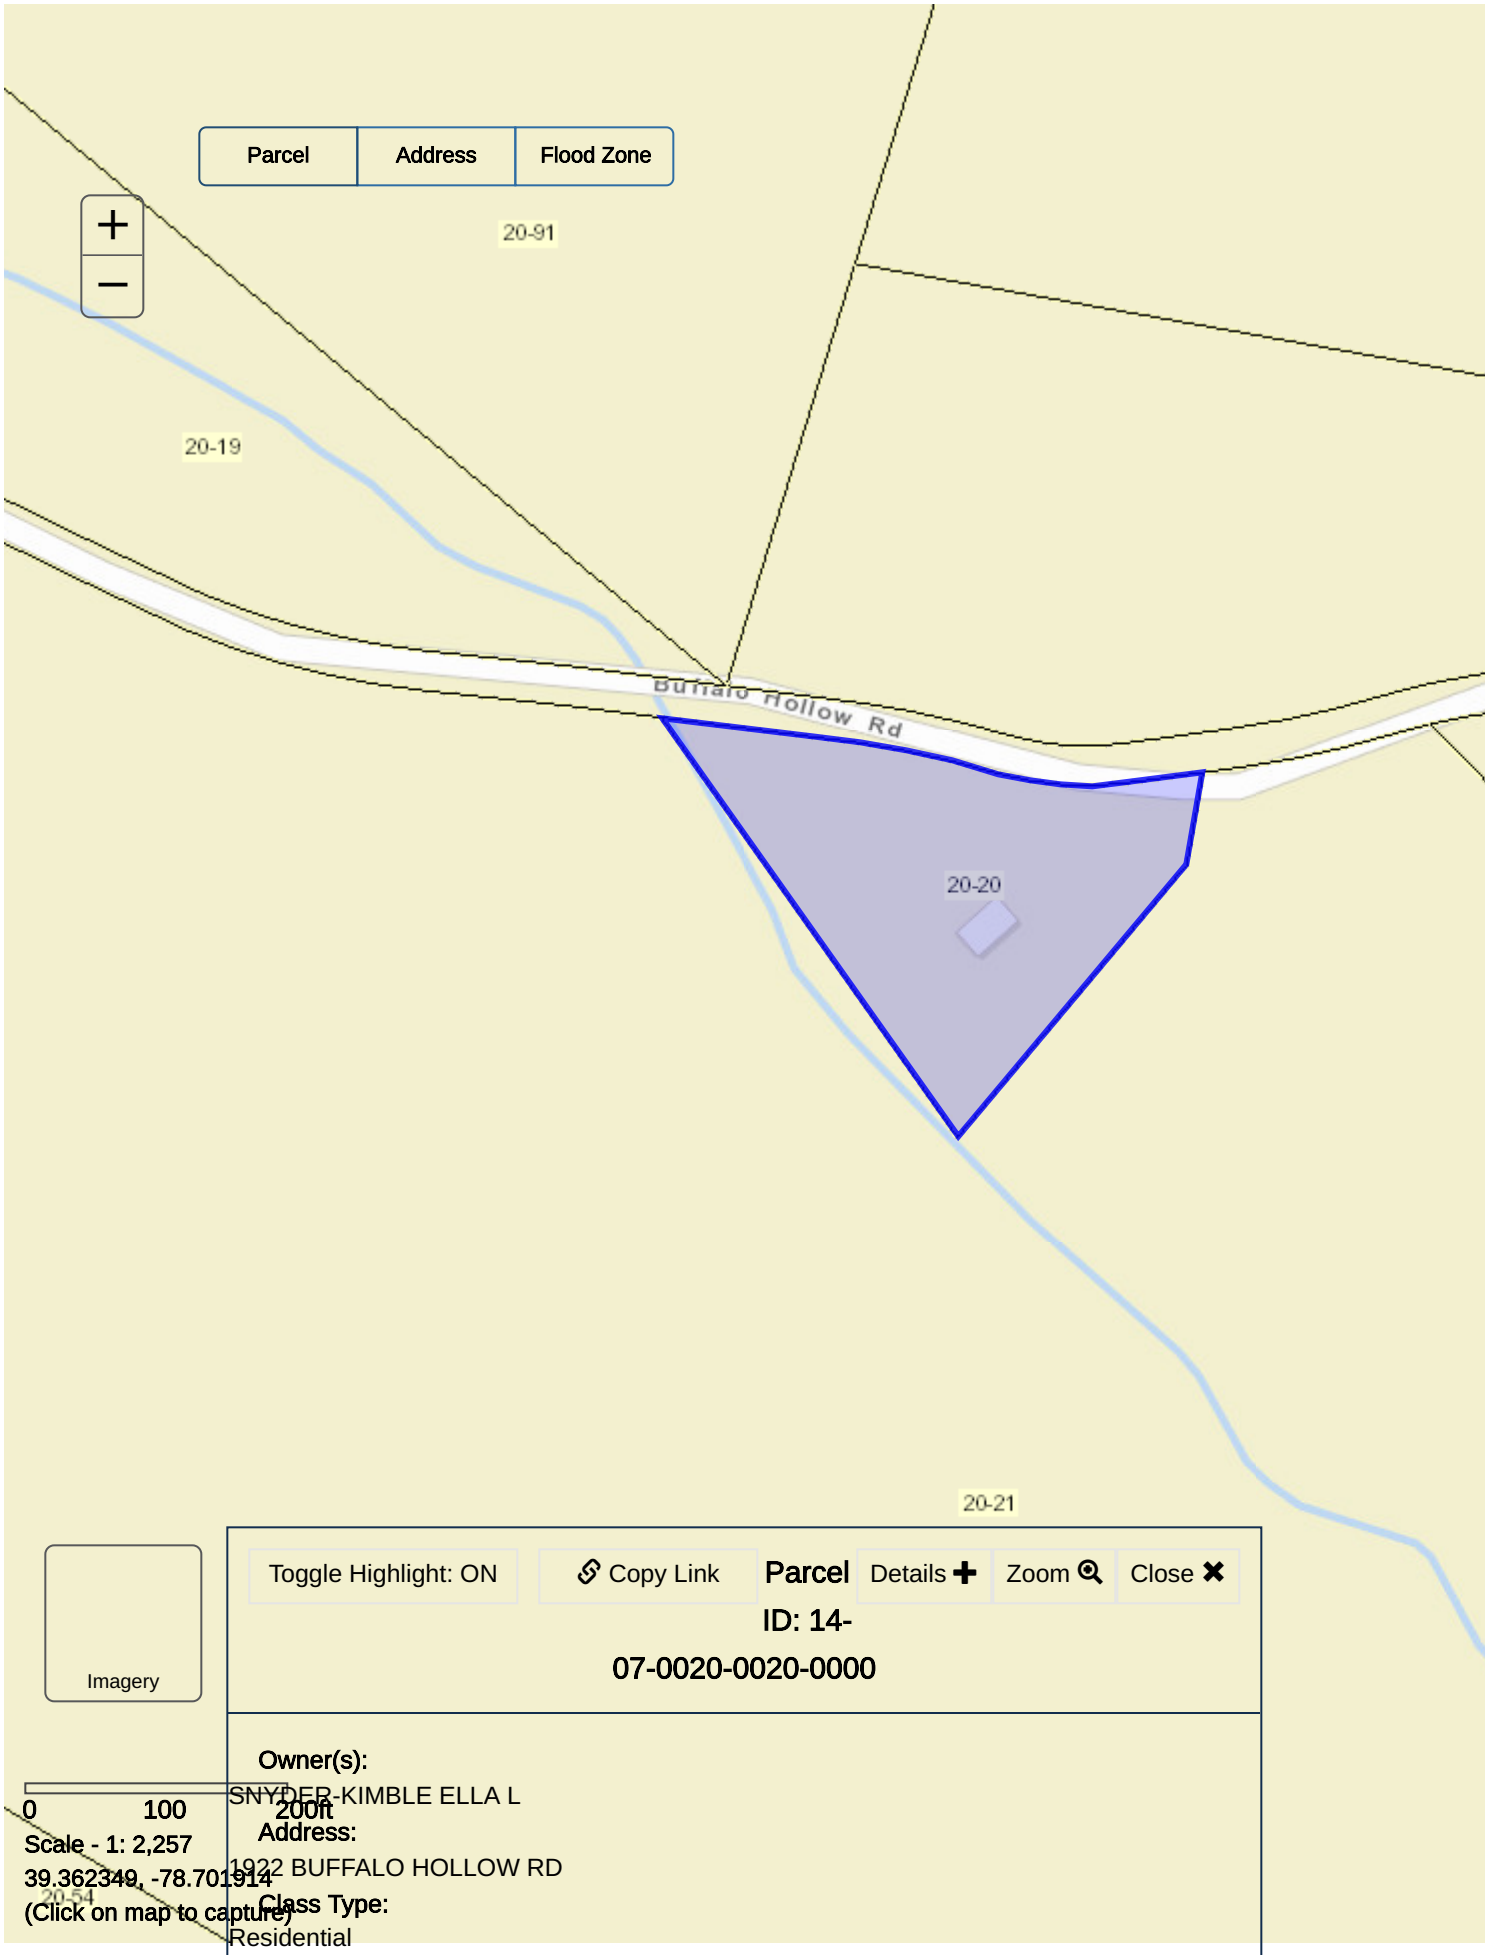 Parcel Address Flood Zone
+
20-91
−
20-19
Buffalo Hollow Rd
20-20
20-21
Toggle Highlight: ON Copy Link Parcel Details Zoom Close
ID: 14-
07-0020-0020-0000
Imagery
Owner(s):
SNYDER-KIMBLE ELLA L
0 100 200ft
Address:
Scale - 1: 2,257
1922 BUFFALO HOLLOW RD
39.362349, -78.701914
20-54
Class Type:
(Click on map to capture)
Residential